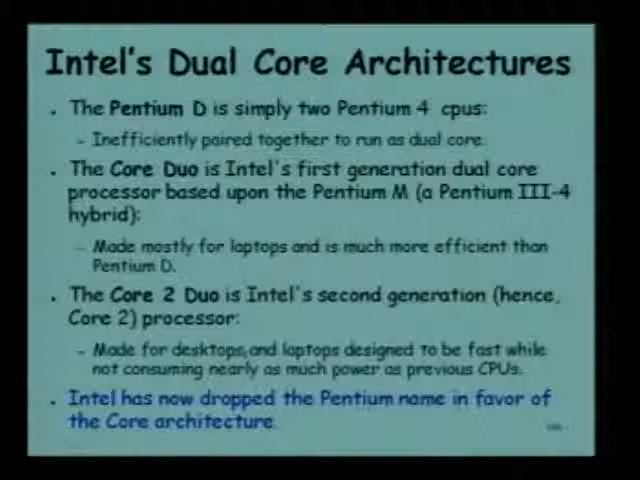 Intel's Dual Core Architectures
. The Pentium D is simply two Pentium 4 cpus:
- Inefficiently paired together to run as dual core.
. The Core Duo is Intel's first generation dual core
processor based upon the Pentium M (a Pentium III-4
hybrid):
- Made mostly for laptops and is much more efficient than
Pentium D.
. The Core 2 Duo is Intel's second generation (hence,
Core 2) processor:
- Made for desktops and laptops designed to be fast while
not consuming nearly as much power as previous CPUs.
. Intel has now dropped the Pentium name in favor of
the Core architecture.